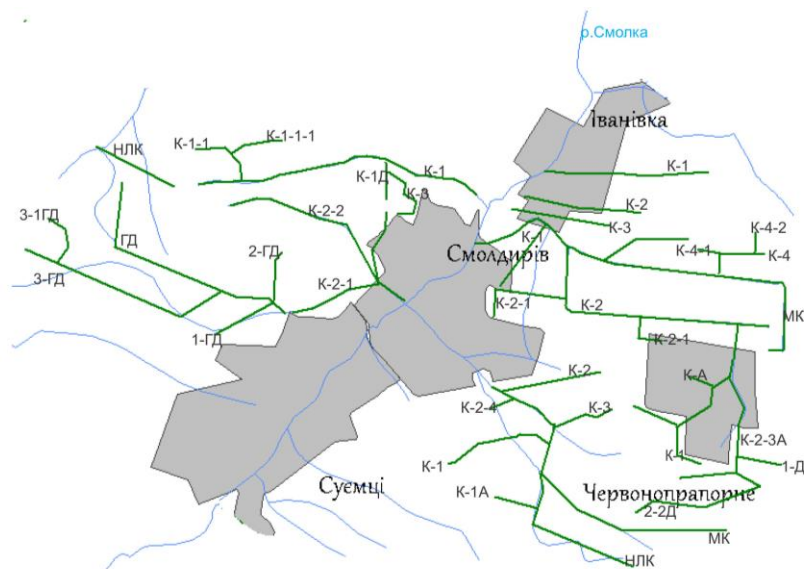 р.Смолка
Іванівка
К-1-1
К-1-1-1
НЛК
К-1
К-1Д
К-3
К-1
К-2
К-3
К-2-2
3-1ГД
ГД
2-ГД
3-ГД
К-2-1
1-ГД
Смолдирів
К-1
К-4-2
К-4-1
К-4
К-2-1
К-2
МК
К-2-1
К-2
К-А
К-2-4
К-3
К-2-3А
К-1
К-1
1-Д
Суємці
К-1А
Червонопрапорне
2-2Д
МК
НЛК